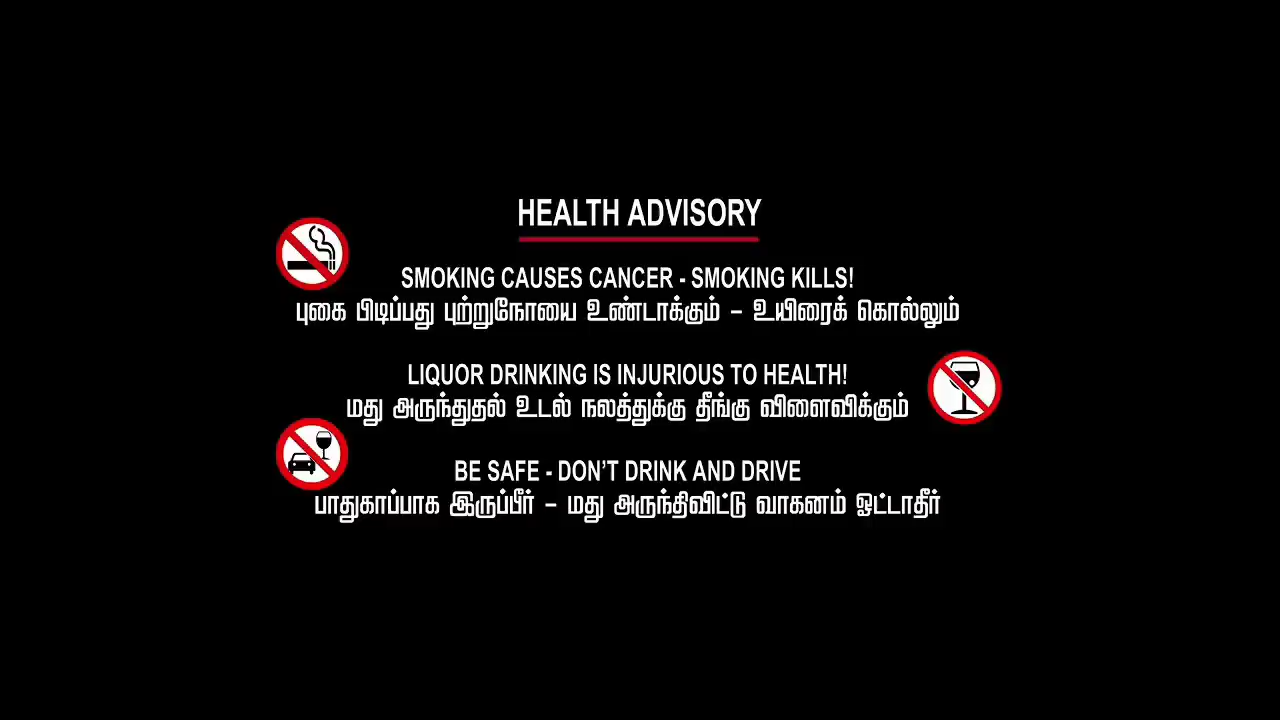 HEALTH ADVISORY
SMOKING CAUSES CANCER - SMOKING KILLS!
புகை பிடிப்பது புற்றுநோயை உண்டாக்கும் – உயிரைக் கொல்லும்
LIQUOR DRINKING IS INJURIOUS TO HEALTH!
மது அருந்துதல் உடல் நலத்துக்கு தீங்கு விளைவிக்கும்
BE SAFE - DON’T DRINK AND DRIVE
பாதுகாப்பாக இருப்பீர் – மது அருந்திவிட்டு வாகனம் ஓட்டாதீர்